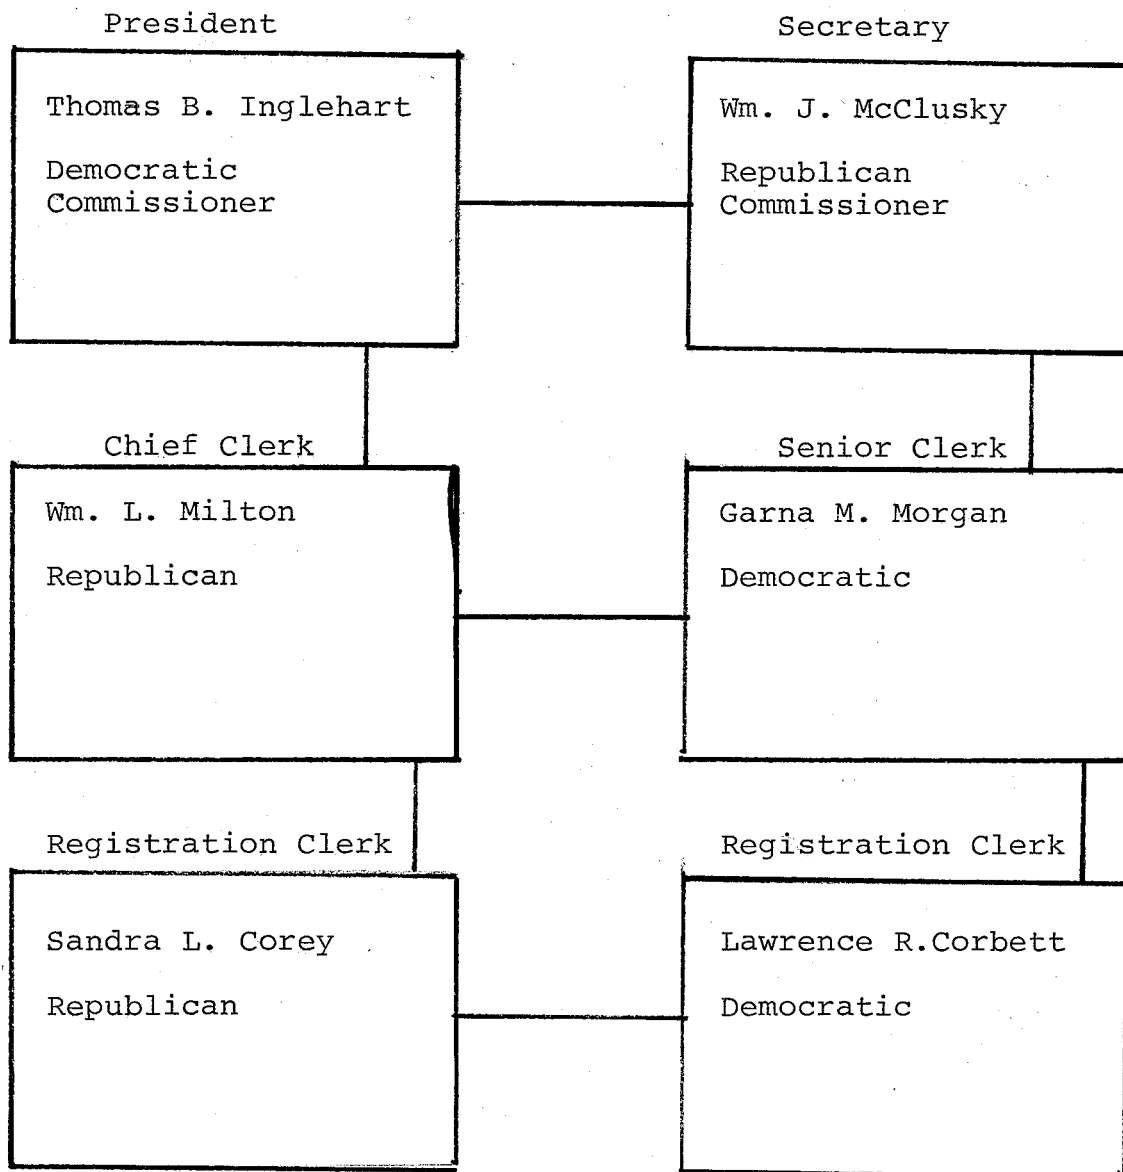 President
Thomas B. Inglehart
Democratic
Commissioner
Secretary
Wm. J. McClusky
Republican
Commissioner
Chief Clerk
Wm. L. Milton
Republican
Senior Clerk
Garna M. Morgan
Democratic
Registration Clerk
Sandra L. Corey
Republican
Registration Clerk
Lawrence R.Corbett
Democratic